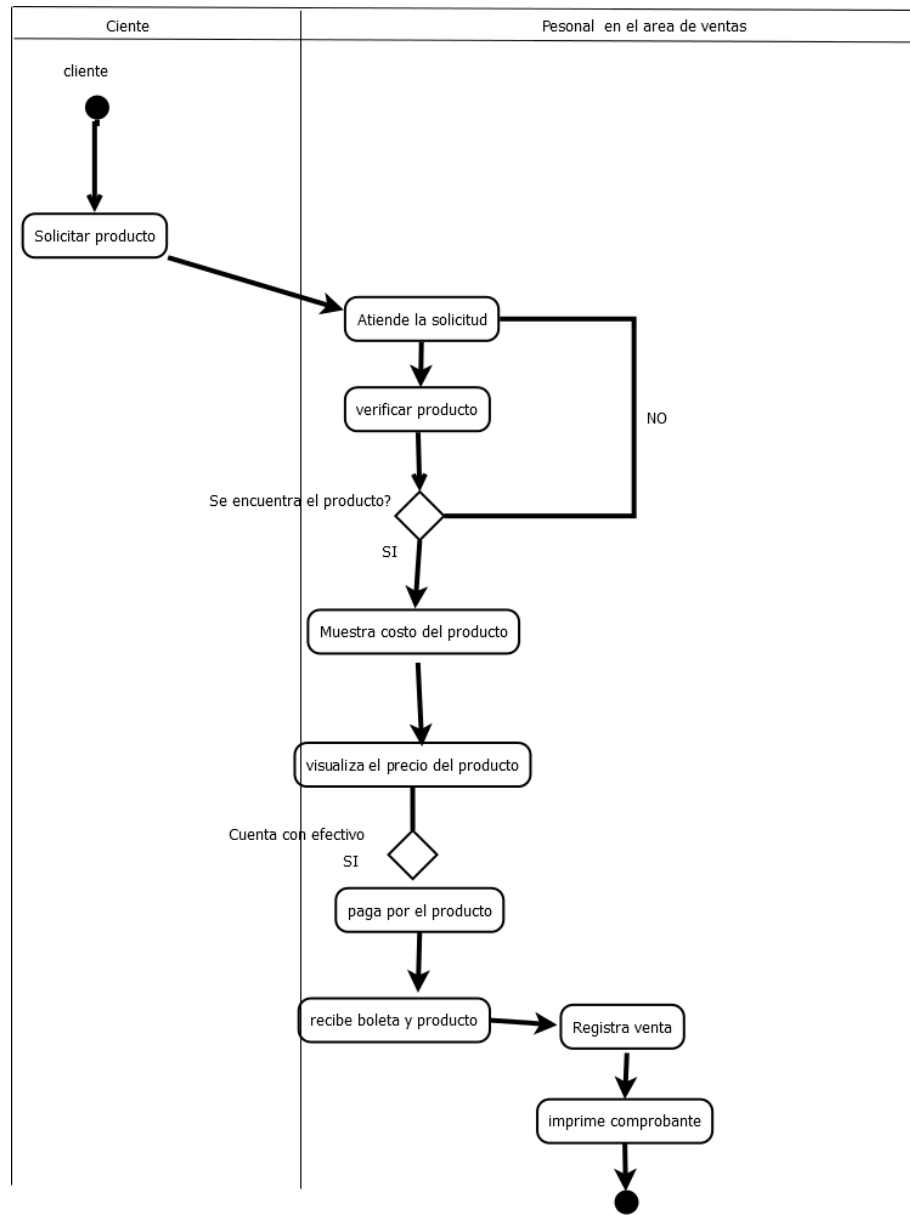 Ciente
Pesonal en el area de ventas
cliente
Solicitar producto
Atiende la solicitud
verificar producto
NO
Se encuentra el producto?
SI
Muestra costo del producto
visualiza el precio del producto
Cuenta con efectivo
SI
paga por el producto
recibe boleta y producto
Registra venta
imprime comprobante